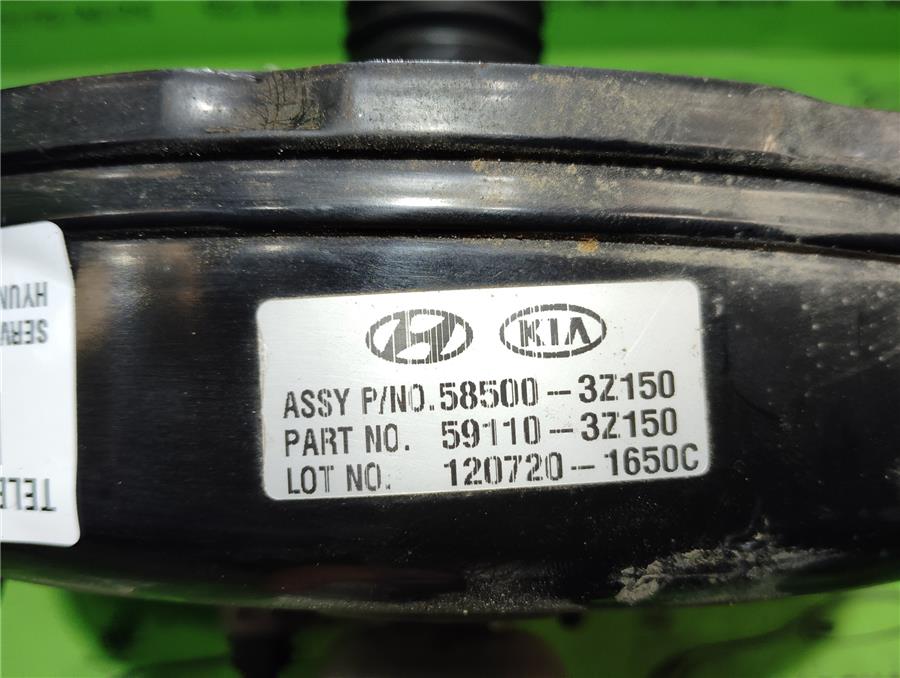 KIA
ASSY P/NO.58500-3Z150
PART NO. 59110-3Z150
LOT NO. 120720-1650C
SERV
HYUN
TELE